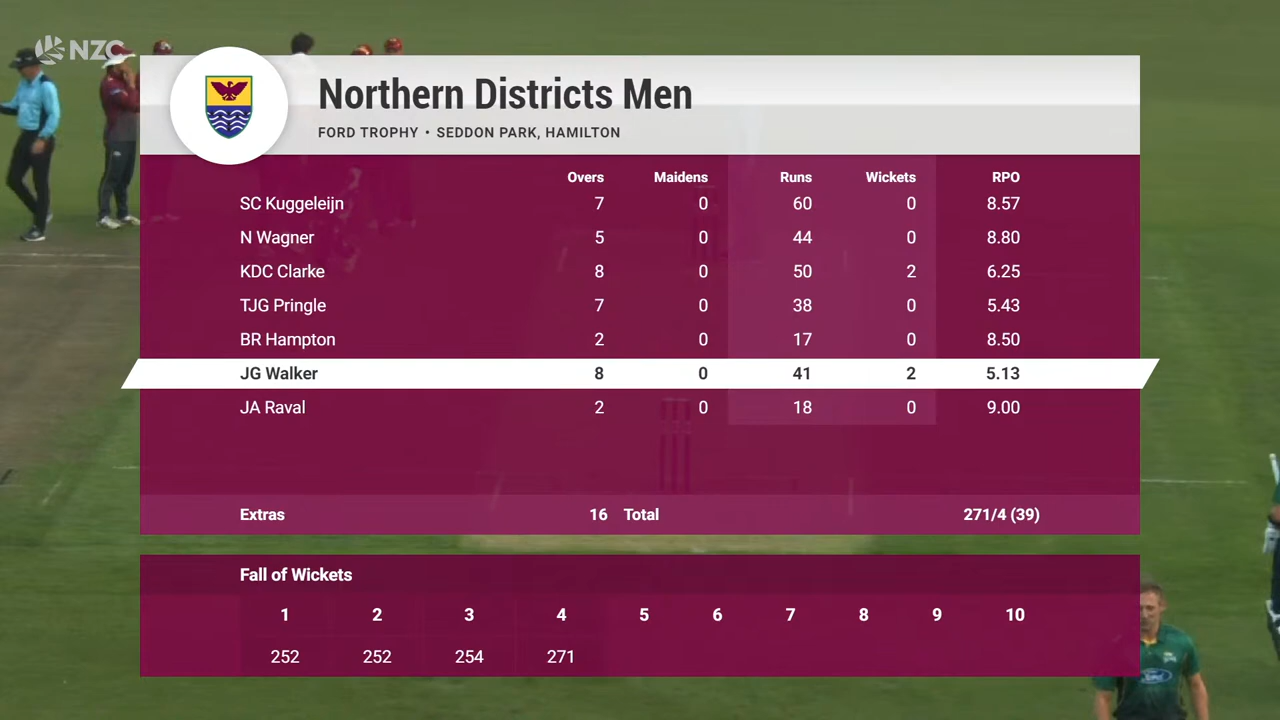 NZC
Northern Districts Men
FORD TROPHY • SEDDON PARK, HAMILTON
Overs Maidens Runs Wickets RPO
SC Kuggeleijn 7 0 60 0 8.57
N Wagner 5 0 44 0 8.80
KDC Clarke 8 0 50 2 6.25
TJG Pringle 7 0 38 0 5.43
BR Hampton 2 0 17 0 8.50
JG Walker 8 0 41 2 5.13
JA Raval 2 0 18 0 9.00
Extras 16 Total 271/4 (39)
Fall of Wickets
1 2 3 4 5 6 7 8 9 10
252 252 254 271
Ford